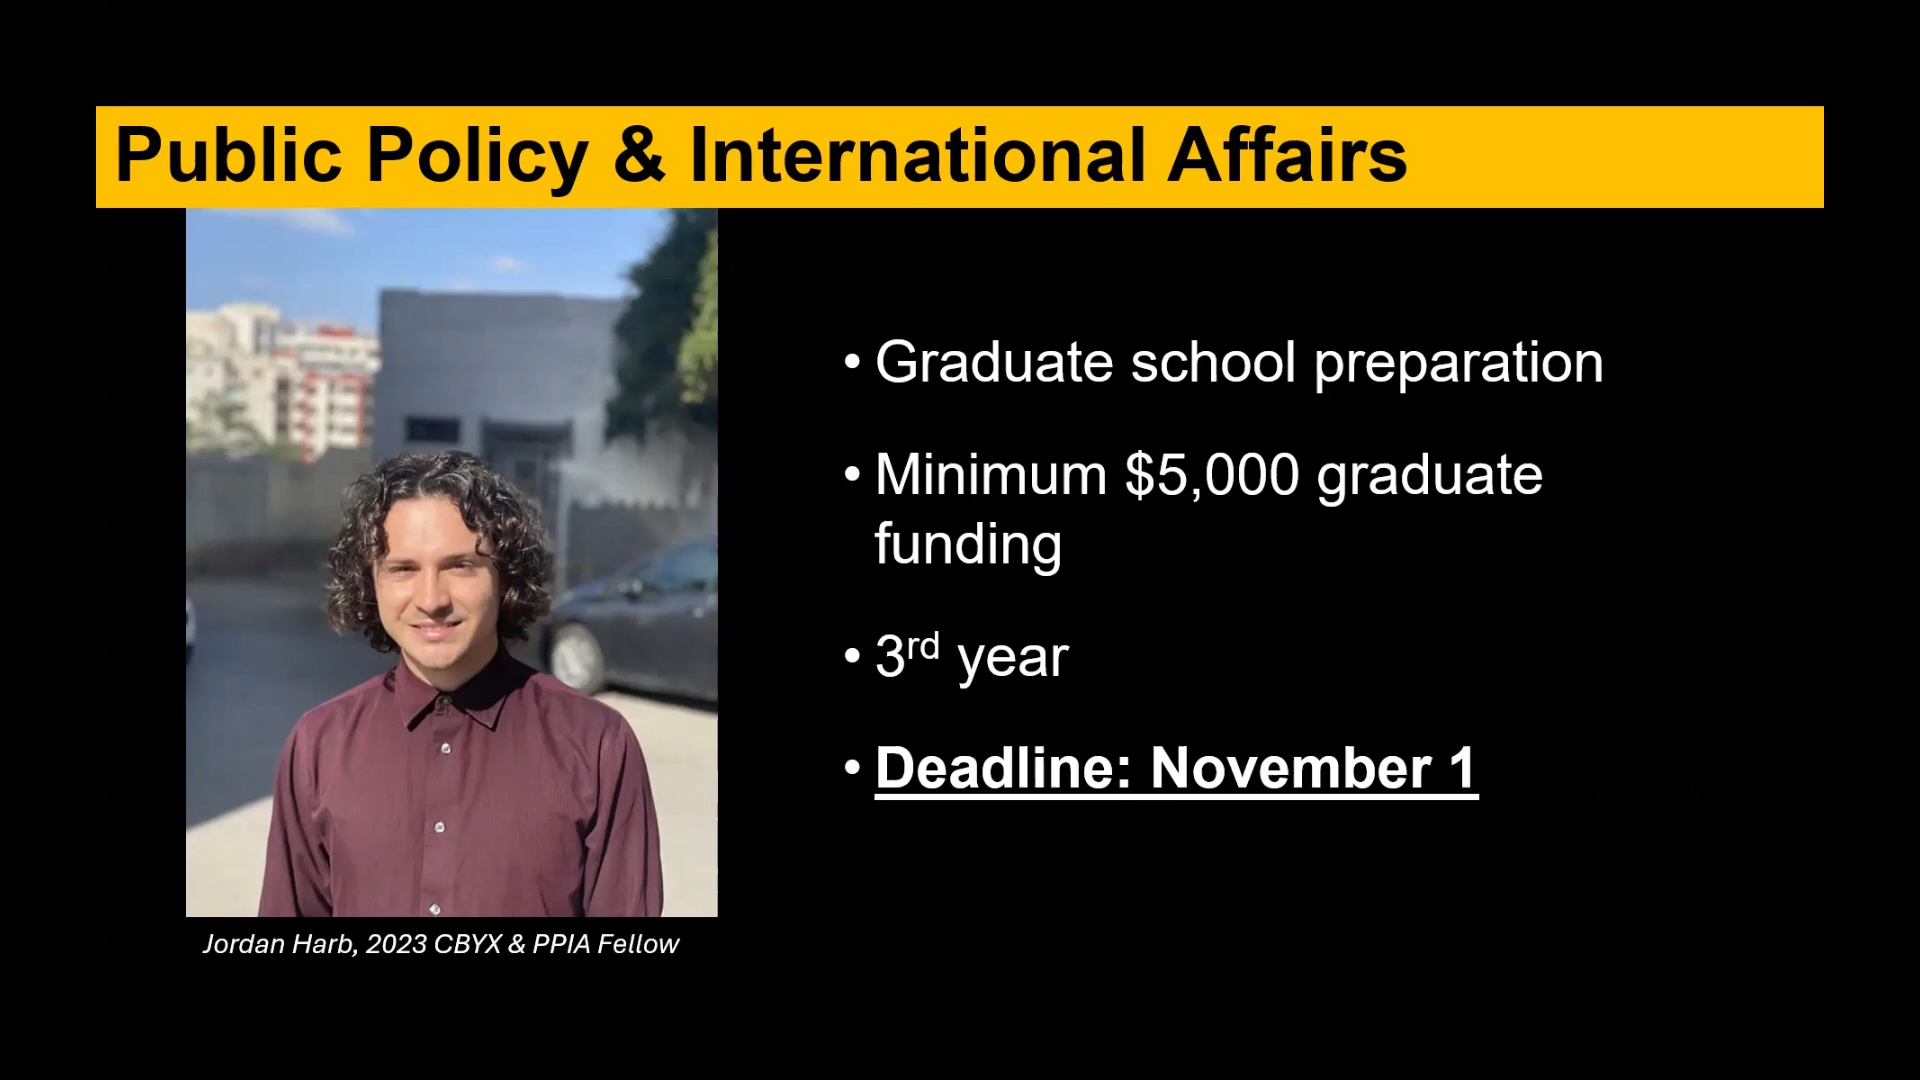 Public Policy & International Affairs
• Graduate school preparation
• Minimum $5,000 graduate
funding
• 3rd year
• Deadline: November 1
Jordan Harb, 2023 CBYX & PPIA Fellow